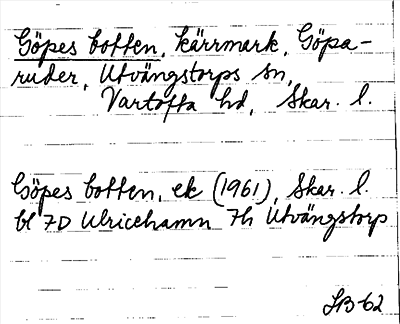 Göpes botten, kärrmark, Göpa-
ruder, Utvängstorps sn,
Vartofta hd, Skar. l.
Göpes botten, ek (1961), Skar. l.
bl 7D Ulricehamn 7h Utvängstorp
SB 62